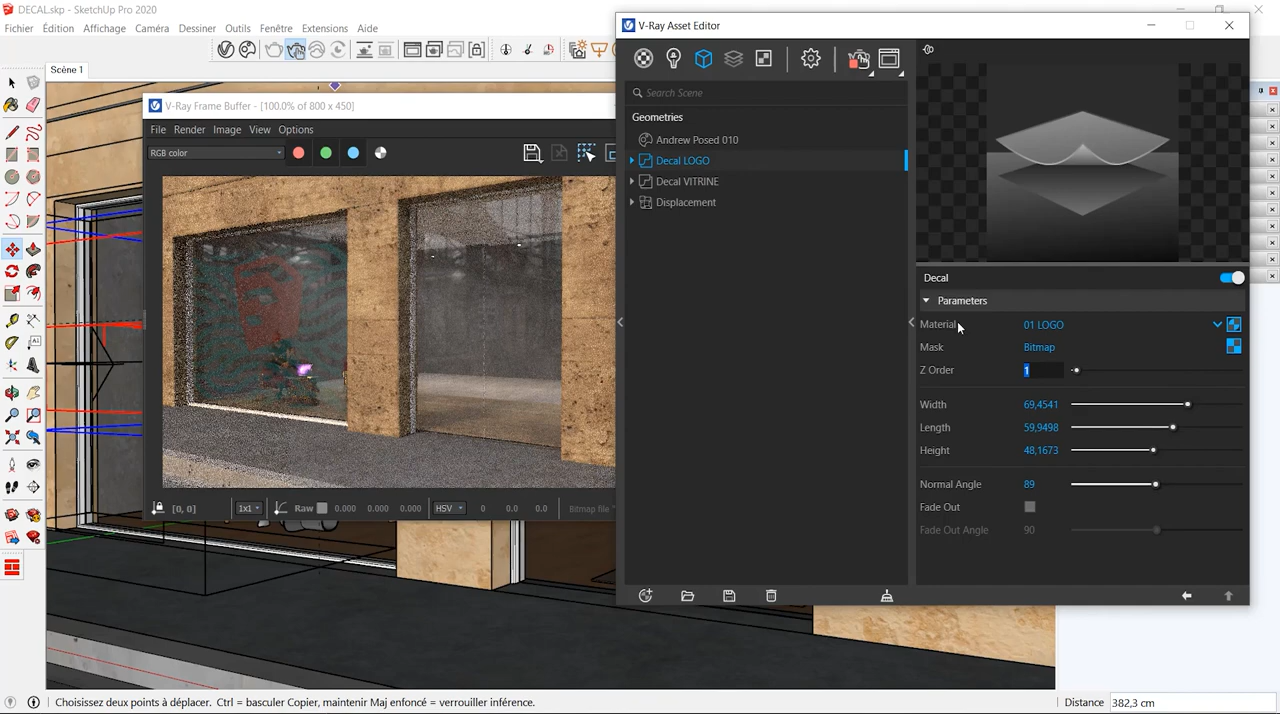 DECAL.skp - SketchUp Pro 2020
Fichier Édition Affichage Caméra Dessiner Outils Fenêtre Extensions Aide
Scène 1
V-Ray Frame Buffer - [100.0% of 800 x 450]
File Render Image View Options
RGB color
[0, 0] 1x1 Raw 0.000 0.000 0.000 HSV 0 0.0 0.0 Bitmap file "
V-Ray Asset Editor
Search Scene
Geometries
Andrew Posed 010
Decal LOGO
Decal VITRINE
Displacement
Decal
Parameters
Material 01 LOGO
Mask Bitmap
Z Order 1
Width 69,4541
Length 59,9498
Height 48,1673
Normal Angle 89
Fade Out
Fade Out Angle 90
Choisissez deux points à déplacer. Ctrl = basculer Copier, maintenir Maj enfoncé = verrouiller inférence.
Distance 382,3 cm